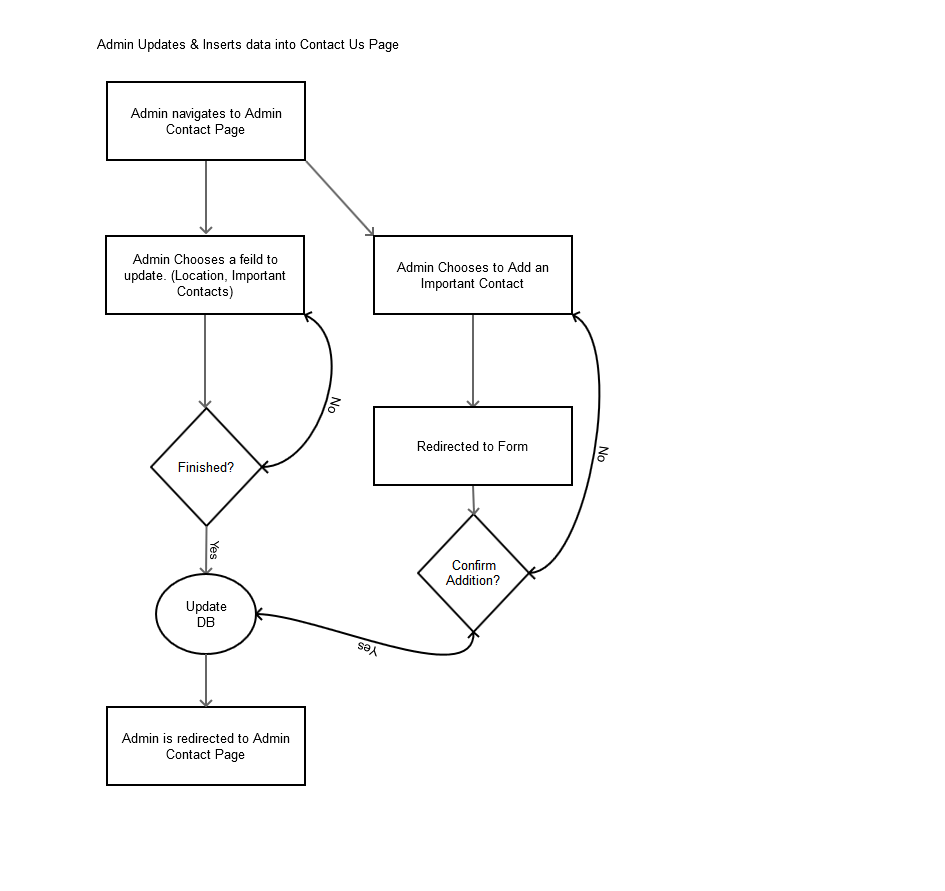 Admin Updates & Inserts data into Contact Us Page
Admin navigates to Admin
Contact Page
Admin Chooses a feild to
update. (Location, Important
Contacts)
Admin Chooses to Add an
Important Contact
No
Finished?
Redirected to Form
No
Yes
Confirm
Addition?
Update
DB
Yes
Admin is redirected to Admin
Contact Page